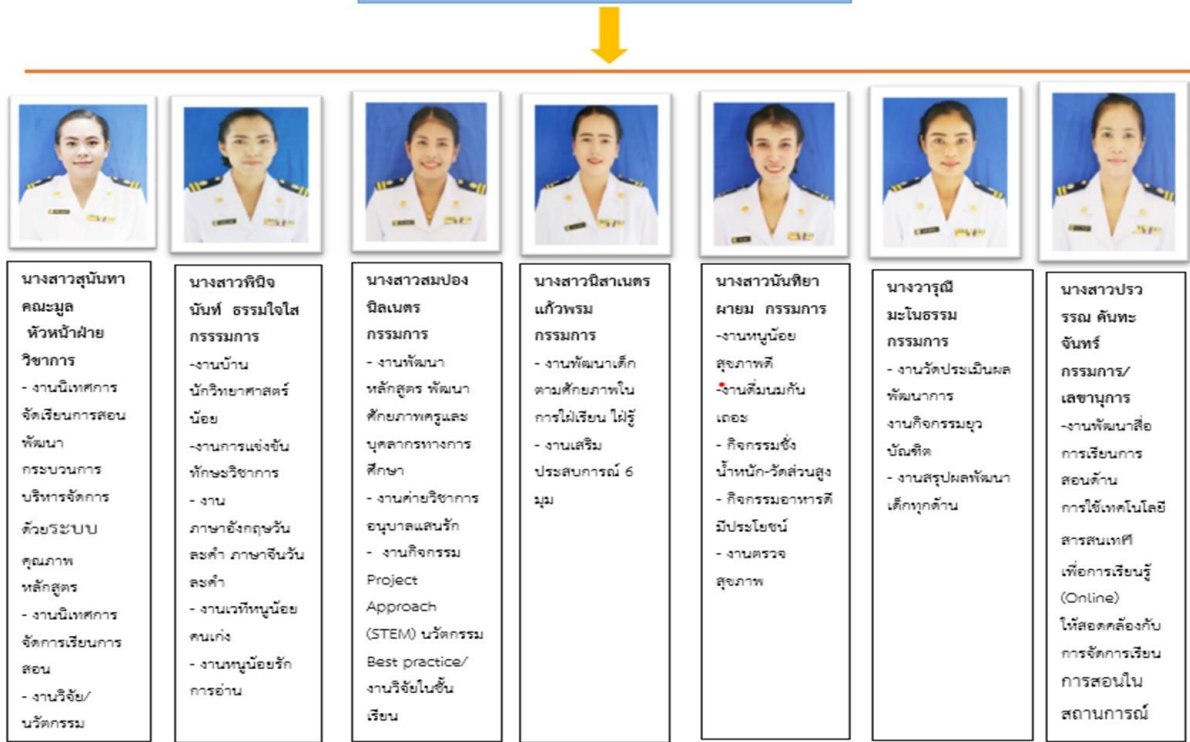 นางสาวสุนันทา
คณะมูล
หัวหน้าฝ่าย
วิชาการ
- งานนิเทศการ
จัดเรียนการสอน
พัฒนา
กระบวนการ
บริหารจัดการ
ด้วยระบบ
คุณภาพ
หลักสูตร
- งานนิเทศการ
จัดการเรียนการ
สอน
- งานวิจัย/
นวัตกรรม
นางสาวพินิจ
นันท์ ธรรมใจใส
กรรรมการ
-งานบ้าน
นักวิทยาศาสตร์
น้อย
-งานการแข่งขัน
ทักษะวิชาการ
- งาน
ภาษาอังกฤษวัน
ละคำ ภาษาจีนวัน
ละคำ
- งานเวทีหนูน้อย
คนเก่ง
- งานหนูน้อยรัก
การอ่าน
นางสาวสมปอง
นิลเนตร
กรรมการ
- งานพัฒนา
หลักสูตร พัฒนา
ศักยภาพครูและ
บุคลากรทางการ
ศึกษา
- งานค่ายวิชาการ
อนุบาลแสนรัก
- งานกิจกรรม
Project
Approach
(STEM) นวัตกรรม
Best practice/
งานวิจัยในชั้น
เรียน
นางสาวนิสาเนตร
แก้วพรม
กรรมการ
- งานพัฒนาเด็ก
ตามศักยภาพใน
การใฝ่เรียน ใฝ่รู้
- งานเสริม
ประสบการณ์ 6
มุม
นางสาวนันทิยา
ผายม กรรมการ
-งานหนูน้อย
สุขภาพดี
-งานดื่มนมกัน
เถอะ
- กิจกรรมชั่ง
น้ำหนัก-วัดส่วนสูง
- กิจกรรมอาหารดี
มีประโยชน์
- งานตรวจ
สุขภาพ
นางวารุณี
มะโนธรรม
กรรมการ
- งานวัดประเมินผล
พัฒนาการ
งานกิจกรรมยุว
บัณฑิต
- งานสรุปผลพัฒนา
เด็กทุกด้าน
นางสาวปรว
รรณ คันทะ
จันทร์
กรรมการ/
เลขานุการ
-งานพัฒนาสื่อ
การเรียนการ
สอนด้าน
การใช้เทคโนโลยี
สารสนเทศ
เพื่อการเรียนรู้
(Online)
ให้สอดคล้องกับ
การจัดการเรียน
การสอนใน
สถานการณ์